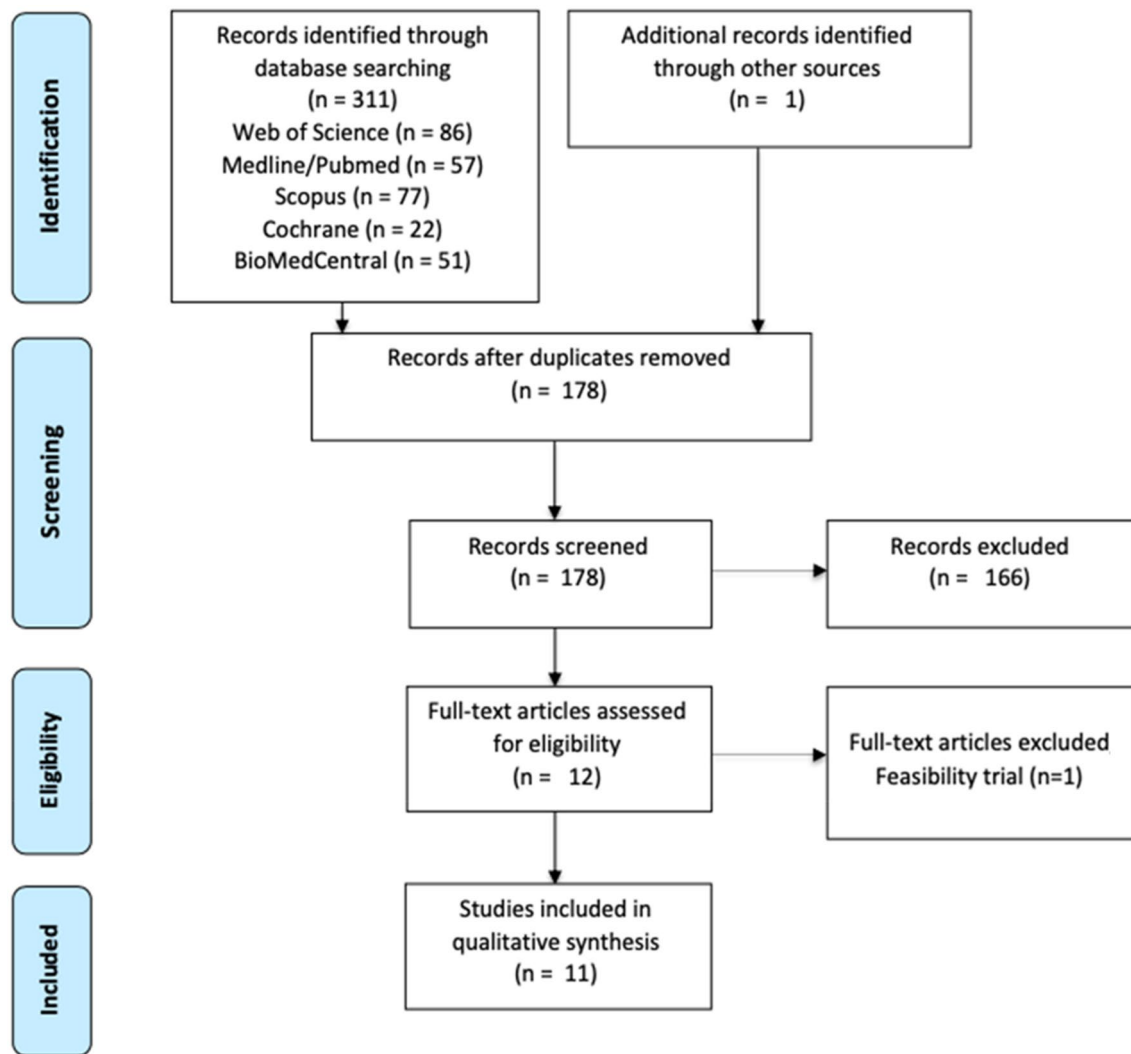 Identification
Records identified through
database searching
(n = 311)
Web of Science (n = 86)
Medline/Pubmed (n = 57)
Scopus (n = 77)
Cochrane (n = 22)
BioMedCentral (n = 51)
Additional records identified
through other sources
(n = 1)
Screening
Records after duplicates removed
(n = 178)
Records screened
(n = 178)
Records excluded
(n = 166)
Eligibility
Full-text articles assessed
for eligibility
(n = 12)
Full-text articles excluded
Feasibility trial (n=1)
Included
Studies included in
qualitative synthesis
(n = 11)